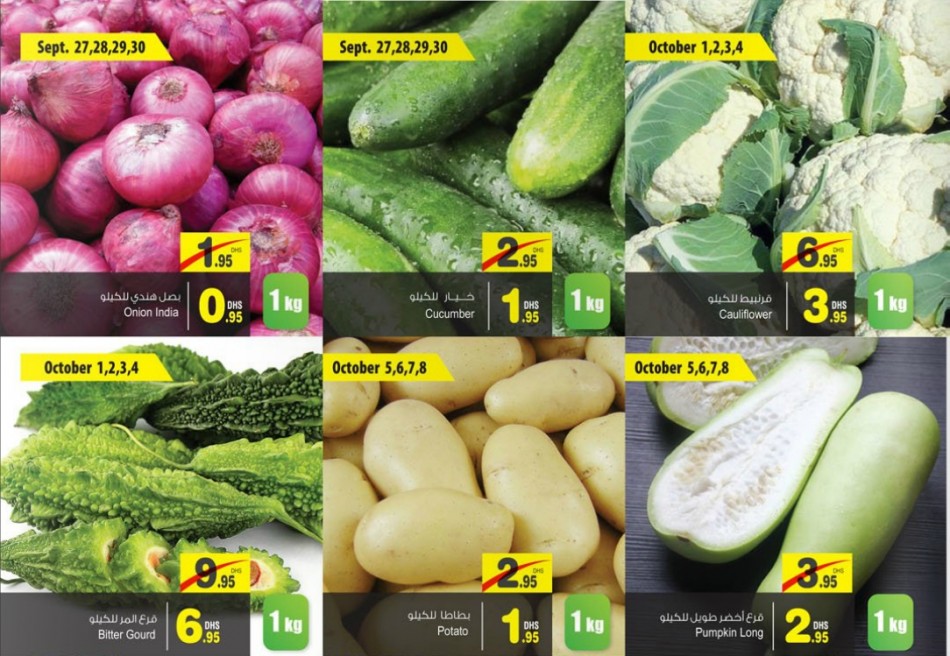 Sept. 27,28,29,30
1.95 DHS
بصل هندي للكيلو
Onion India
0.95 DHS
1 kg
Sept. 27,28,29,30
2.95 DHS
خيار للكيلو
Cucumber
1.95 DHS
1 kg
October 1,2,3,4
6.95 DHS
قرنبيط للكيلو
Cauliflower
3.95 DHS
1 kg
October 1,2,3,4
9.95 DHS
قرع المر للكيلو
Bitter Gourd
6.95 DHS
1 kg
October 5,6,7,8
2.95 DHS
بطاطا للكيلو
Potato
1.95 DHS
1 kg
October 5,6,7,8
3.95 DHS
قرع أخضر طويل للكيلو
Pumpkin Long
2.95 DHS
1 kg